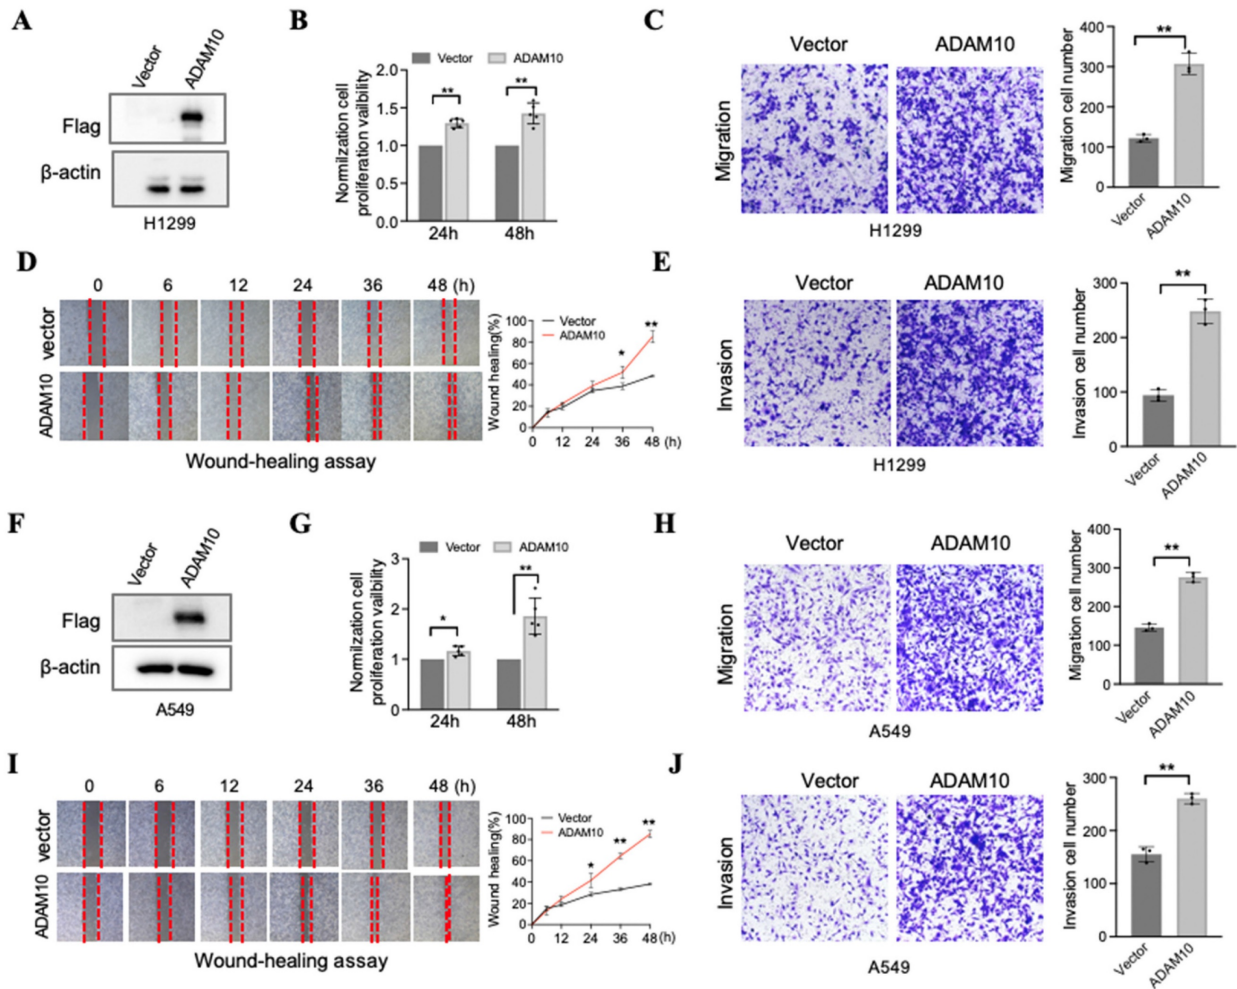 A
Vector
ADAM10
Flag
β-actin
H1299
B
Vector
ADAM10
Normilzation cell
proliferation vailbility
2.0
1.5
1.0
0.5
0.0
**
**
24h
48h
C
Vector
ADAM10
Migration
H1299
Migration cell number
400
300
200
100
0
**
Vector
ADAM10
D
0
6
12
24
36
48 (h)
vector
ADAM10
Wound-healing assay
Wound healing(%)
100
80
60
40
20
0
Vector
ADAM10
*
**
0
6
12
24
36
48 (h)
E
Vector
ADAM10
Invasion
H1299
Invasion cell number
300
200
100
0
**
Vector
ADAM10
F
Vector
ADAM10
Flag
β-actin
A549
G
Vector
ADAM10
Normilzation cell
proliferation vailbility
3
2
1
0
*
**
24h
48h
H
Vector
ADAM10
Migration
A549
Migration cell number
400
300
200
100
0
**
Vector
ADAM10
I
0
6
12
24
36
48 (h)
vector
ADAM10
Wound-healing assay
Wound healing(%)
100
80
60
40
20
0
Vector
ADAM10
*
**
**
0
6
12
24
36
48 (h)
J
Vector
ADAM10
Invasion
A549
Invasion cell number
300
200
100
0
**
Vector
ADAM10